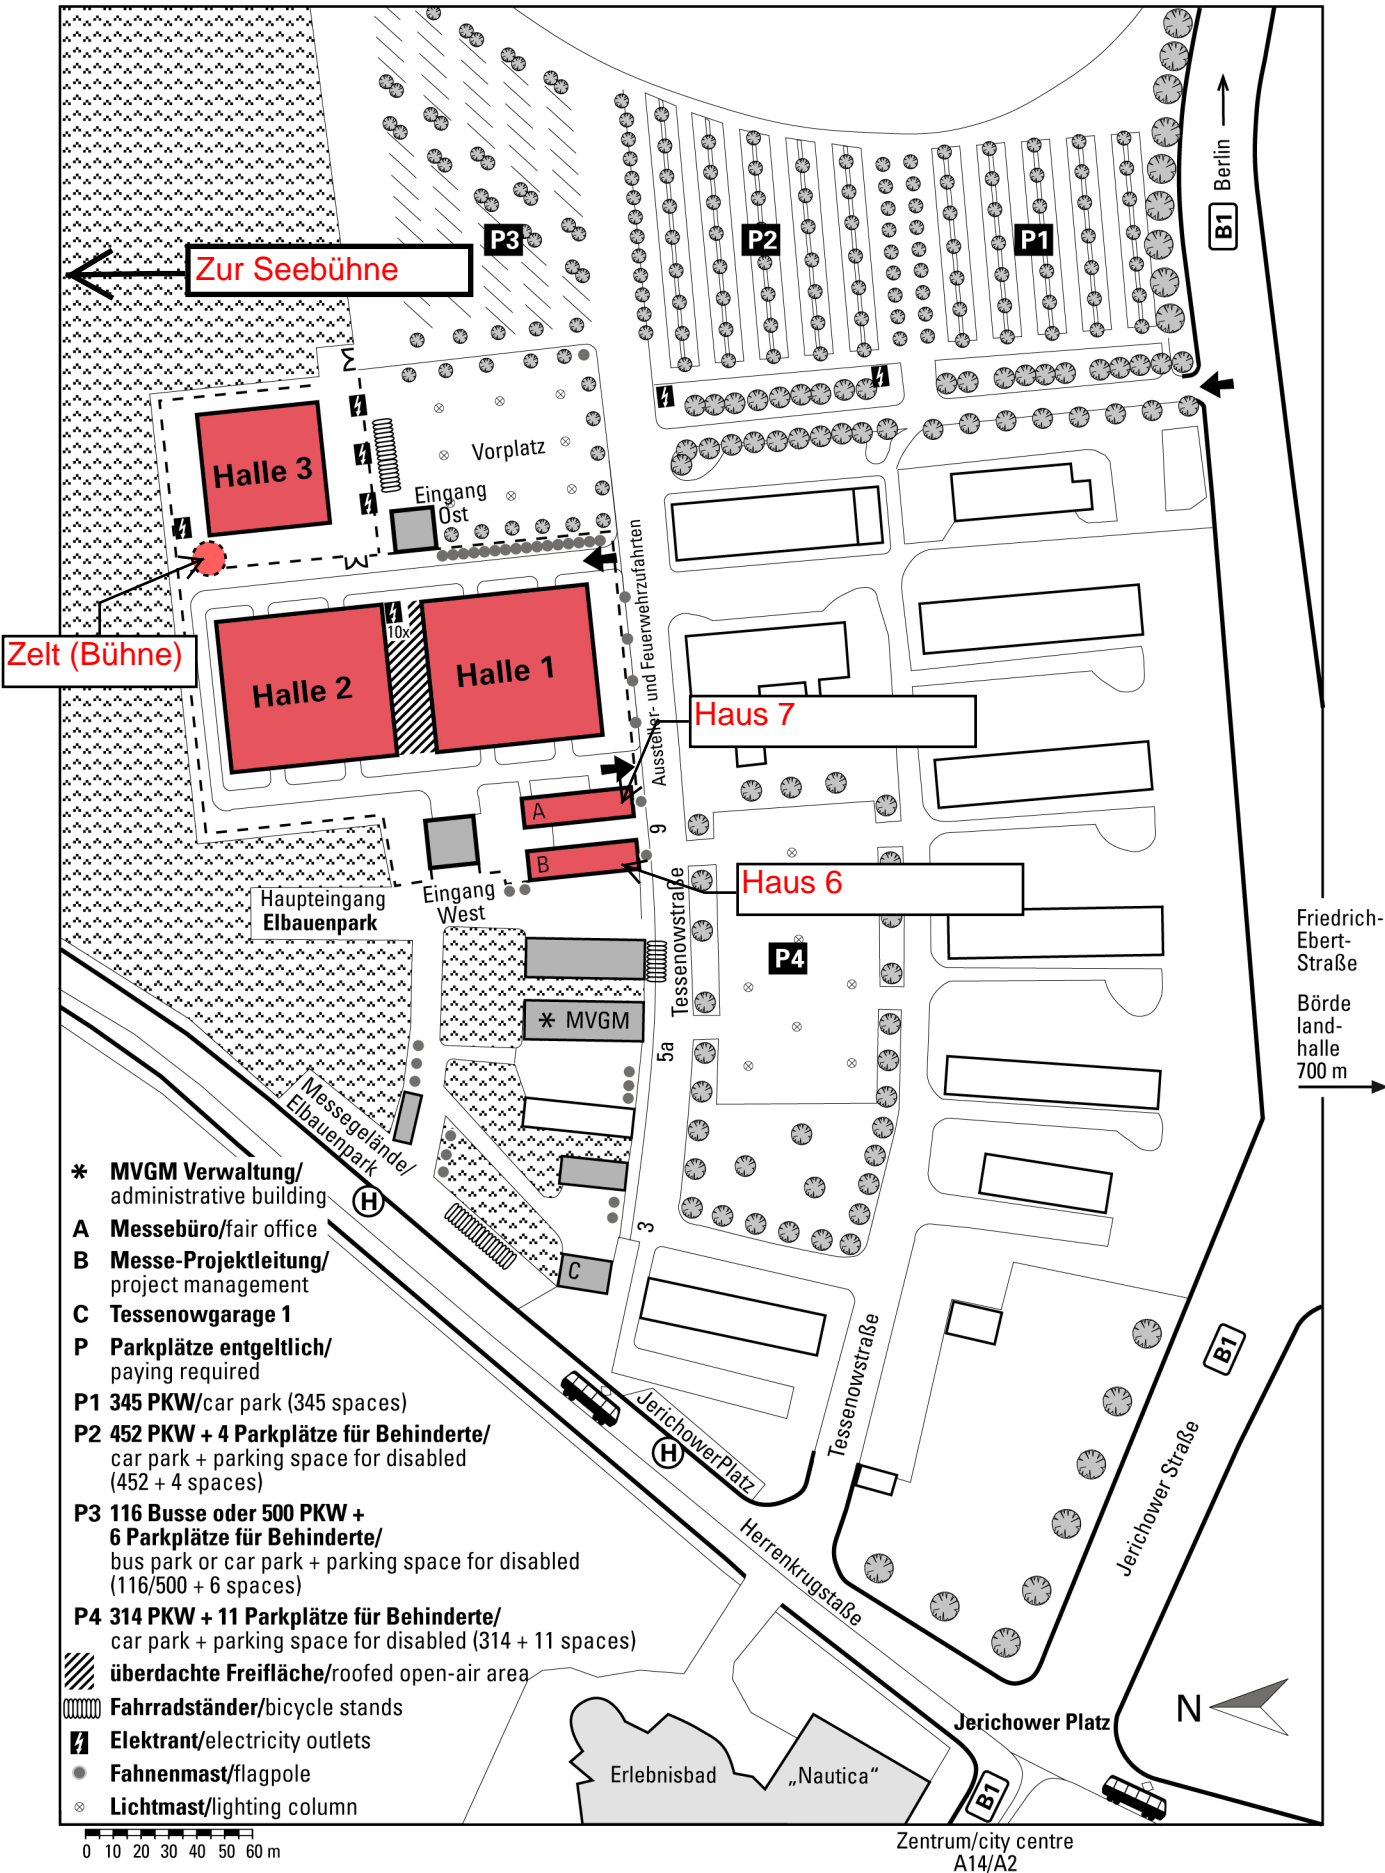 P3
P2
P1
B1
Berlin
Zur Seebühne
Halle 3
Vorplatz
Eingang
Ost
Zelt (Bühne)
10x
Halle 2
Halle 1
Aussteller- und Feuerwehrzufahrten
Haus 7
A
B
9
Haus 6
Haupteingang
Elbauenpark
Eingang
West
Tessenowstraße
P4
Friedrich-
Ebert-
Straße
Börde
land-
halle
700 m
* MVGM
5a
Messegelände/
Elbauenpark
H
3
C
* MVGM Verwaltung/
administrative building
A Messebüro/fair office
B Messe-Projektleitung/
project management
C Tessenowgarage 1
P Parkplätze entgeltlich/
paying required
P1 345 PKW/car park (345 spaces)
P2 452 PKW + 4 Parkplätze für Behinderte/
car park + parking space for disabled
(452 + 4 spaces)
P3 116 Busse oder 500 PKW +
6 Parkplätze für Behinderte/
bus park or car park + parking space for disabled
(116/500 + 6 spaces)
P4 314 PKW + 11 Parkplätze für Behinderte/
car park + parking space for disabled (314 + 11 spaces)
überdachte Freifläche/roofed open-air area
Fahrradständer/bicycle stands
Elektrant/electricity outlets
Fahnenmast/flagpole
Lichtmast/lighting column
0 10 20 30 40 50 60 m
JerichowerPlatz
H
Tessenowstraße
B1
Jerichower Straße
Herrenkrugstaße
N
Jerichower Platz
Erlebnisbad
„Nautica“
B1
Zentrum/city centre
A14/A2